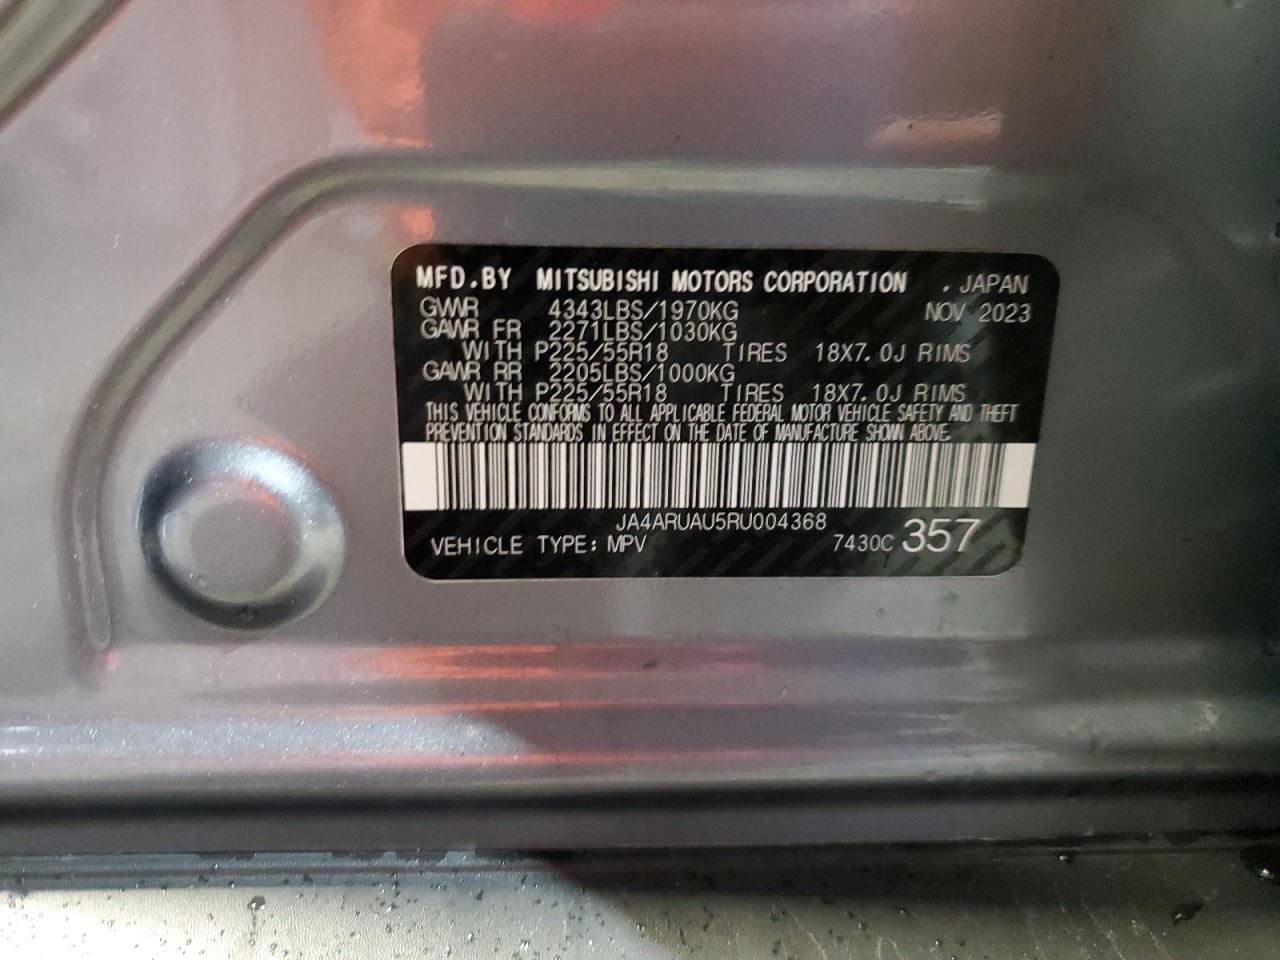 MFD.BY MITSUBISHI MOTORS CORPORATION . JAPAN
GVWR 4343LBS/1970KG NOV 2023
GAWR FR 2271LBS/1030KG
WITH P225/55R18 TIRES 18X7.0J RIMS
GAWR RR 2205LBS/1000KG
WITH P225/55R18 TIRES 18X7.0J RIMS
THIS VEHICLE CONFORMS TO ALL APPLICABLE FEDERAL MOTOR VEHICLE SAFETY AND THEFT
PREVENTION STANDARDS IN EFFECT ON THE DATE OF MANUFACTURE SHOWN ABOVE.
JA4ARUAU5RU004368
VEHICLE TYPE: MPV 7430C 357